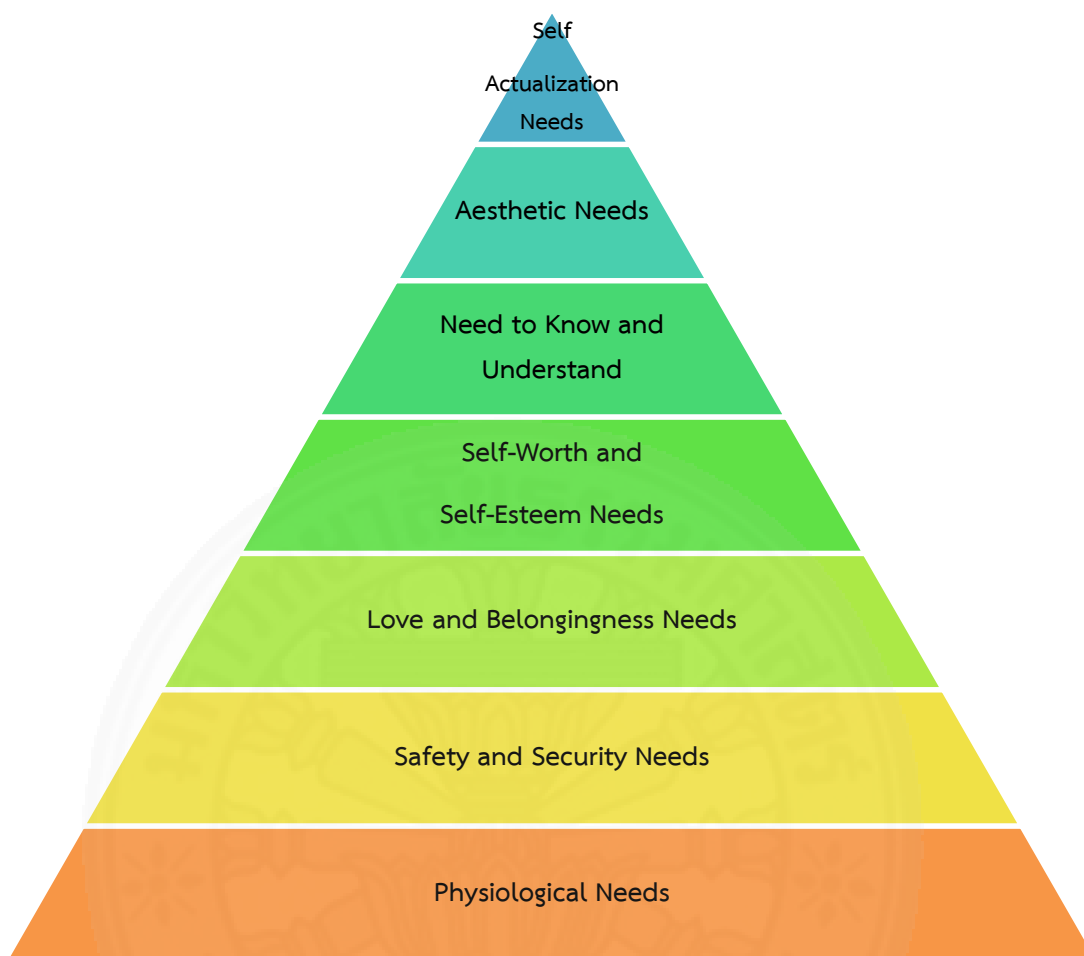 Self
Actualization
Needs
Aesthetic Needs
Need to Know and
Understand
Self-Worth and
Self-Esteem Needs
Love and Belongingness Needs
Safety and Security Needs
Physiological Needs